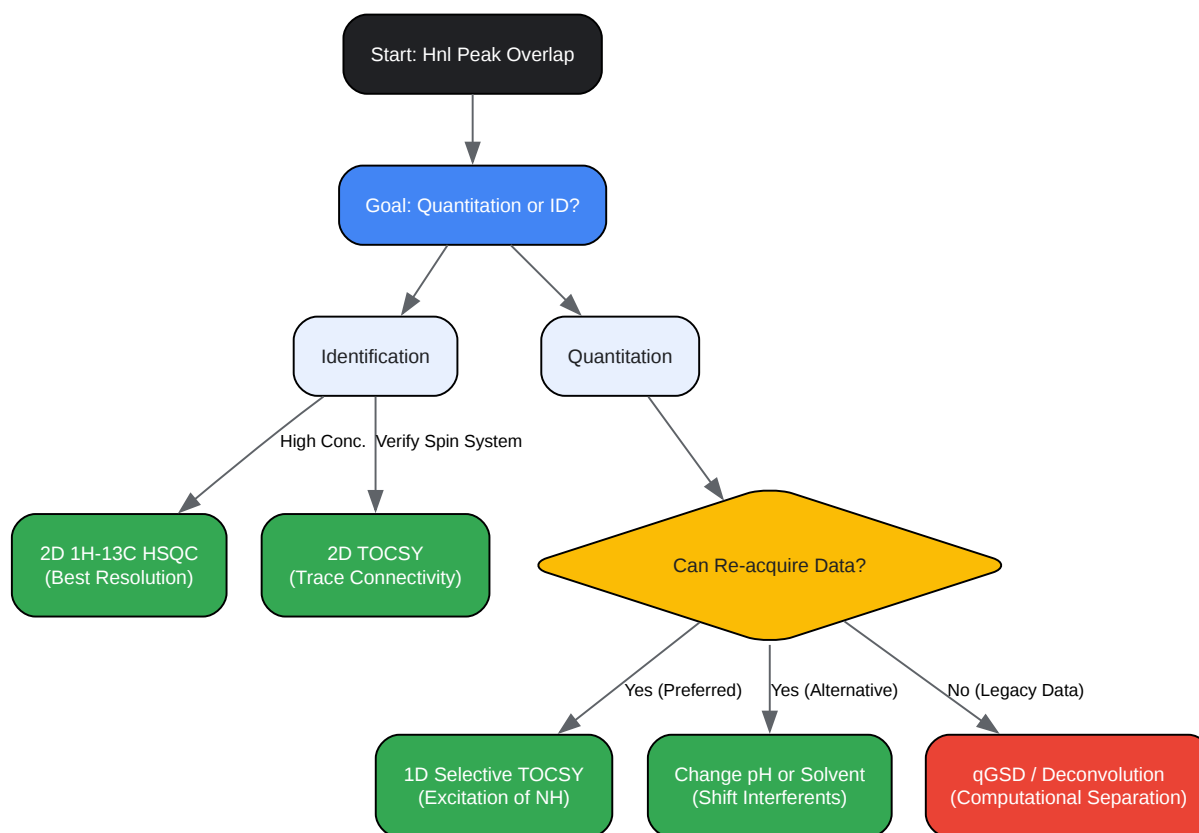 Start: Hnl Peak Overlap
Goal: Quantitation or ID?
Identification
Quantitation
High Conc.
Verify Spin System
2D 1H-13C HSQC
(Best Resolution)
2D TOCSY
(Trace Connectivity)
Can Re-acquire Data?
Yes (Preferred)
Yes (Alternative)
No (Legacy Data)
1D Selective TOCSY
(Excitation of NH)
Change pH or Solvent
(Shift Interferents)
qGSD / Deconvolution
(Computational Separation)